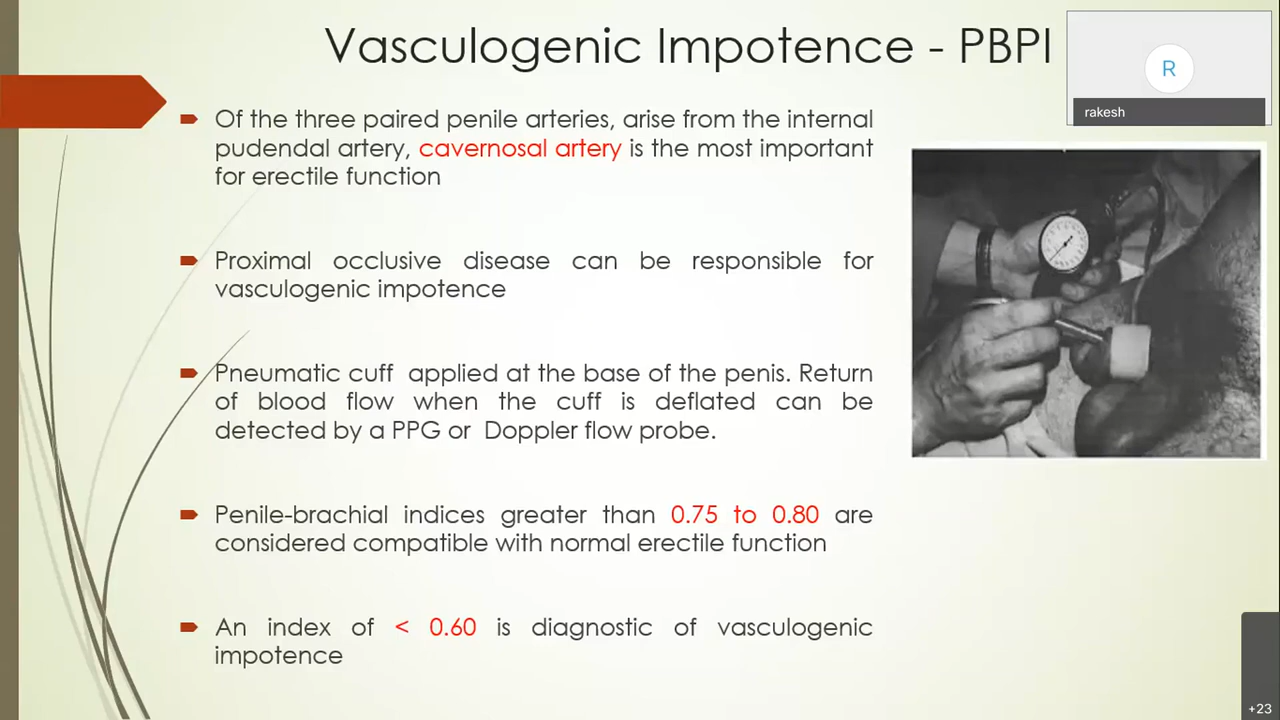 Vasculogenic Impotence - PBPI
R
rakesh
Of the three paired penile arteries, arise from the internal
pudendal artery, cavernosal artery is the most important
for erectile function
Proximal occlusive disease can be responsible for
vasculogenic impotence
Pneumatic cuff applied at the base of the penis. Return
of blood flow when the cuff is deflated can be
detected by a PPG or Doppler flow probe.
Penile-brachial indices greater than 0.75 to 0.80 are
considered compatible with normal erectile function
An index of < 0.60 is diagnostic of vasculogenic
impotence
+23